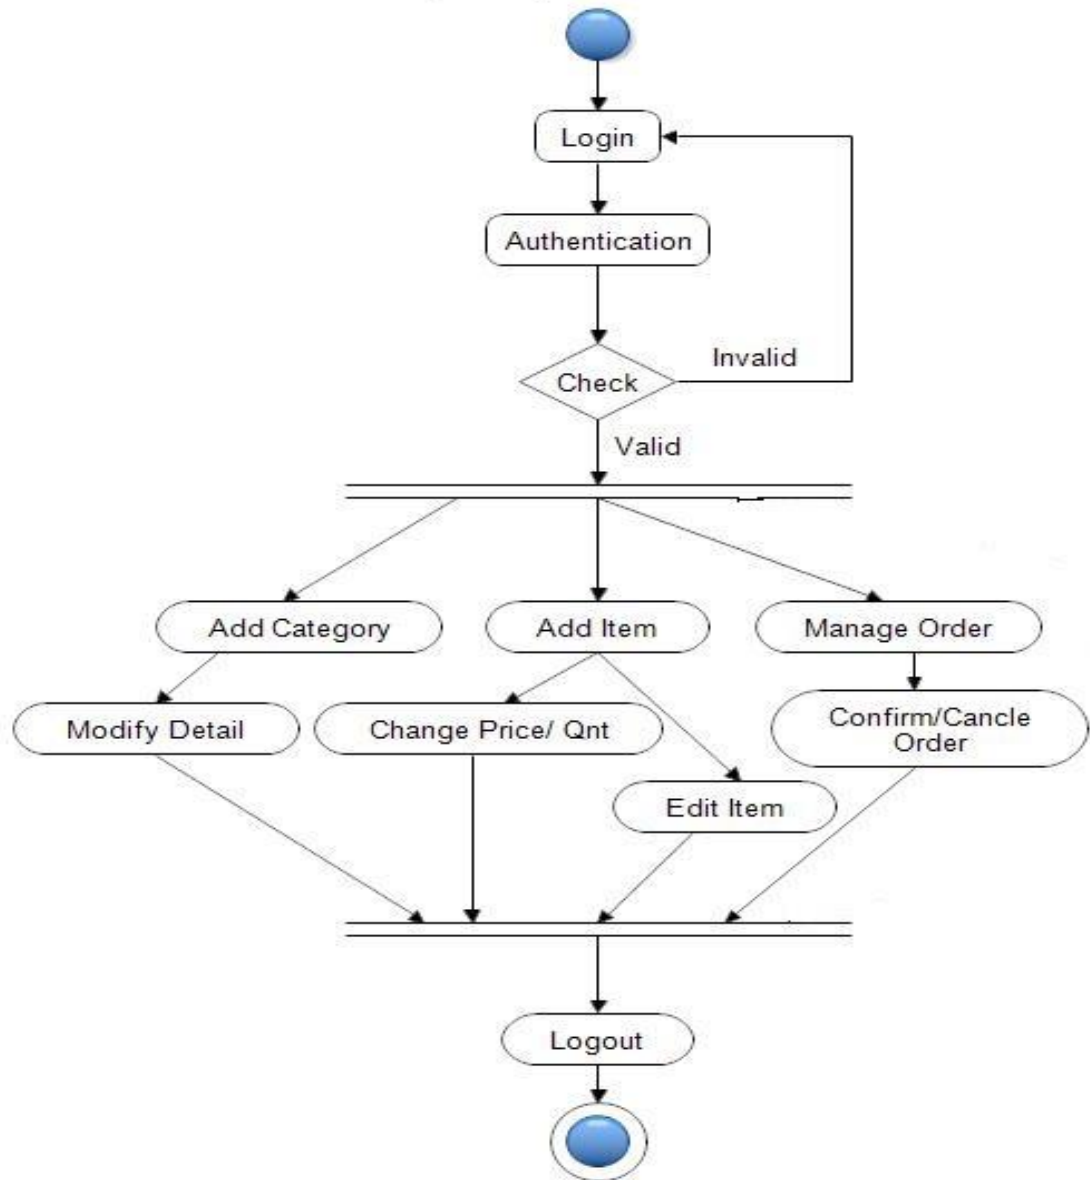 Login
Authentication
Check
Invalid
Valid
Add Category
Add Item
Manage Order
Modify Detail
Change Price/ Qnt
Confirm/Cancle
Order
Edit Item
Logout